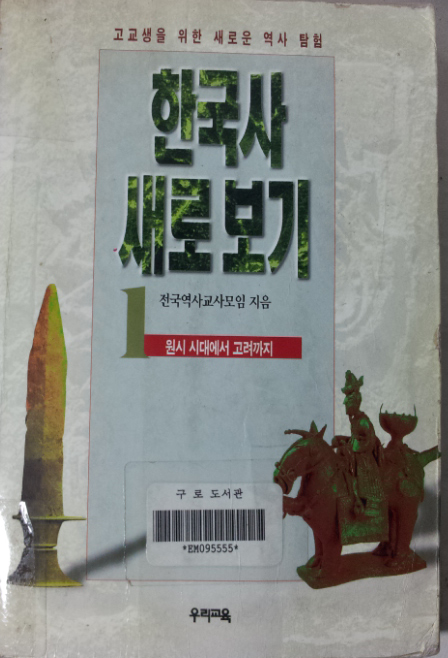 고교생을 위한 새로운 역사 탐험
한국사
새로보기
1
전국역사교사모임 지음
원시 시대에서 고려까지
구로도서관
*EM095555*
우리교육